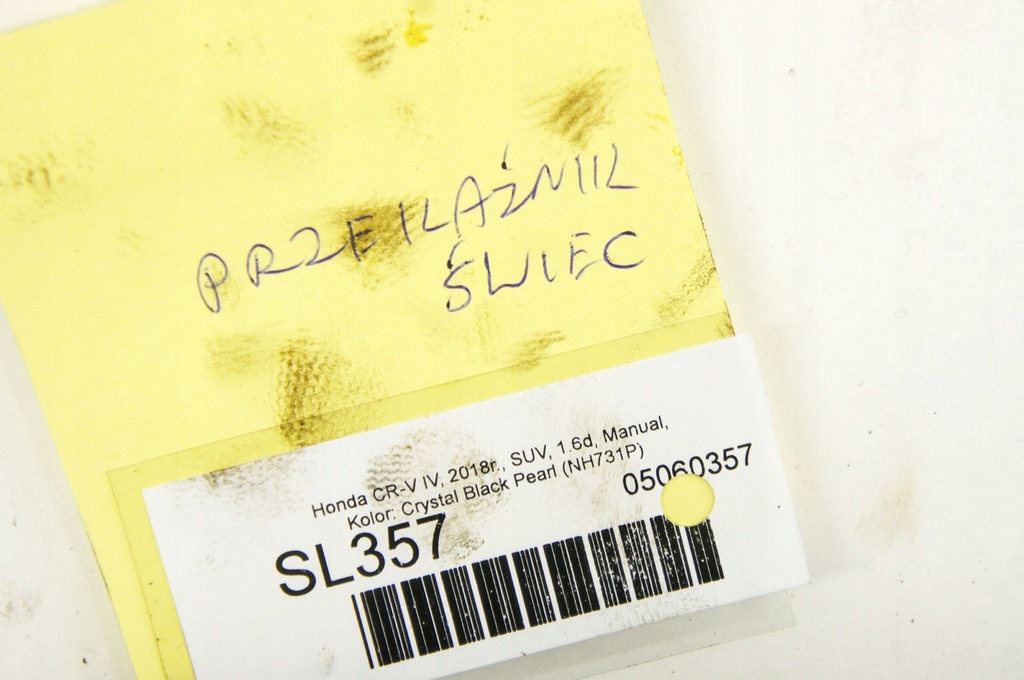 PRZEKAŹNIK
ŚWIEC
Honda CR-V IV, 2018r., SUV, 1.6d, Manual,
Kolor: Crystal Black Pearl (NH731P)
05060357
SL357